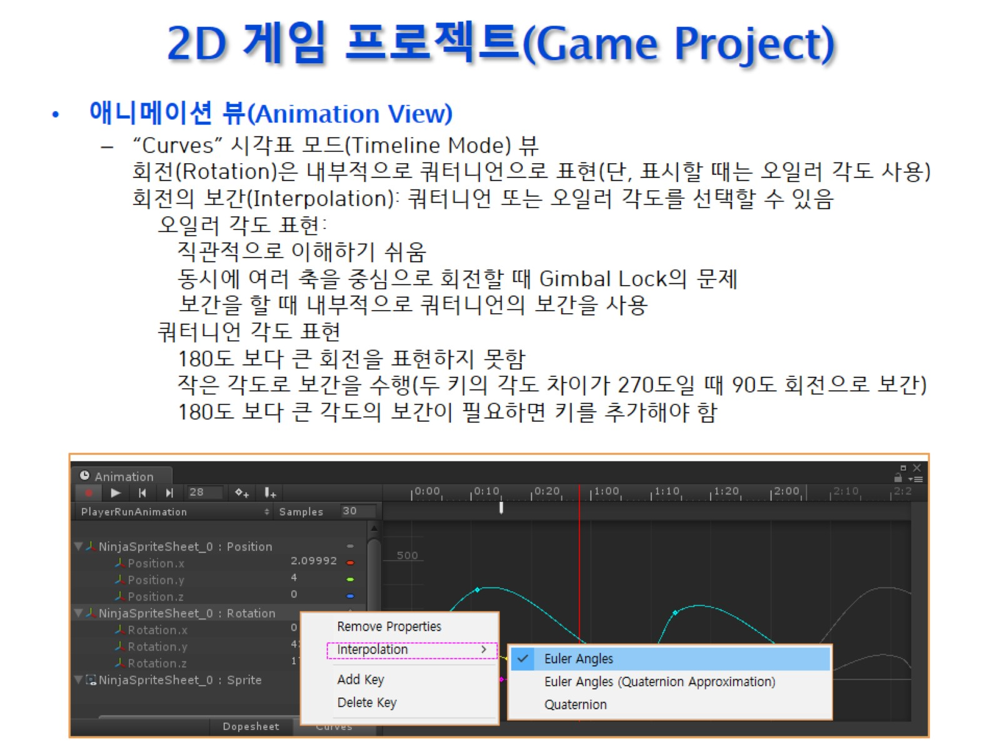 2D 게임 프로젝트(Game Project)
• 애니메이션 뷰(Animation View)
– “Curves” 시각표 모드(Timeline Mode) 뷰
회전(Rotation)은 내부적으로 쿼터니언으로 표현(단, 표시할 때는 오일러 각도 사용)
회전의 보간(Interpolation): 쿼터니언 또는 오일러 각도를 선택할 수 있음
오일러 각도 표현:
직관적으로 이해하기 쉬움
동시에 여러 축을 중심으로 회전할 때 Gimbal Lock의 문제
보간을 할 때 내부적으로 쿼터니언의 보간을 사용
쿼터니언 각도 표현
180도 보다 큰 회전을 표현하지 못함
작은 각도로 보간을 수행(두 키의 각도 차이가 270도일 때 90도 회전으로 보간)
180도 보다 큰 각도의 보간이 필요하면 키를 추가해야 함
Animation
28 0:00 0:10 0:20 1:00 1:10 1:20 2:00 2:10 2:2
PlayerRunAnimation Samples 30
NinjaSpriteSheet_0 : Position
500
Position.x 2.09992
Position.y 4
Position.z 0
NinjaSpriteSheet_0 : Rotation
Rotation.x 0
Rotation.y
Rotation.z
NinjaSpriteSheet_0 : Sprite
Remove Properties
Interpolation >
Add Key
Delete Key
Euler Angles
Euler Angles (Quaternion Approximation)
Quaternion
Dopesheet Curves